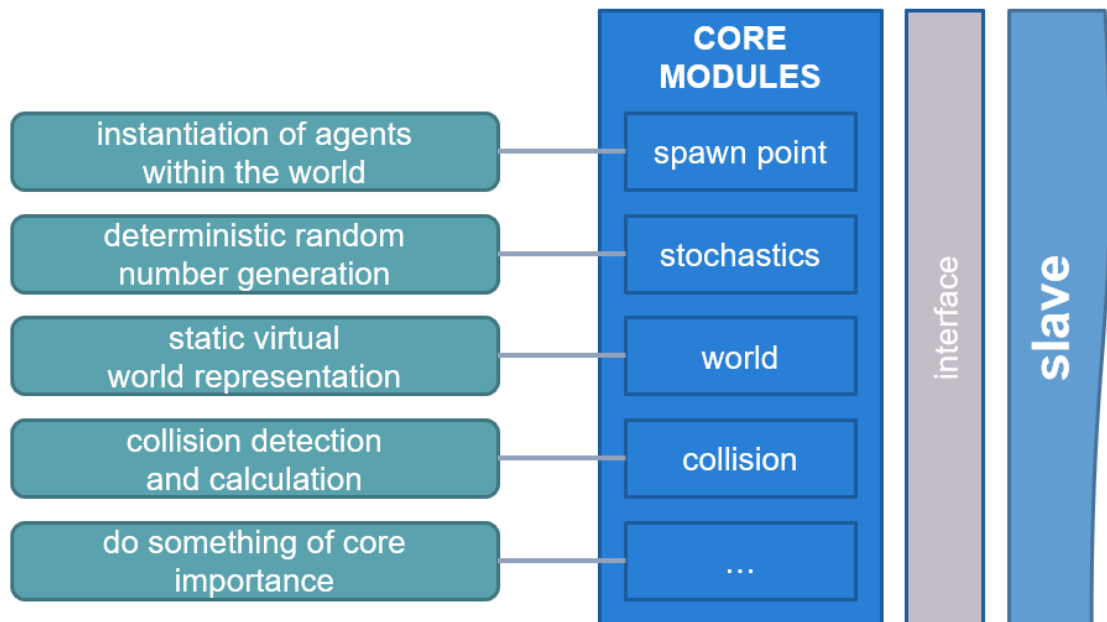 CORE
MODULES
instantiation of agents
within the world
spawn point
deterministic random
number generation
stochastics
static virtual
world representation
world
collision detection
and calculation
collision
do something of core
importance
...
interface
slave